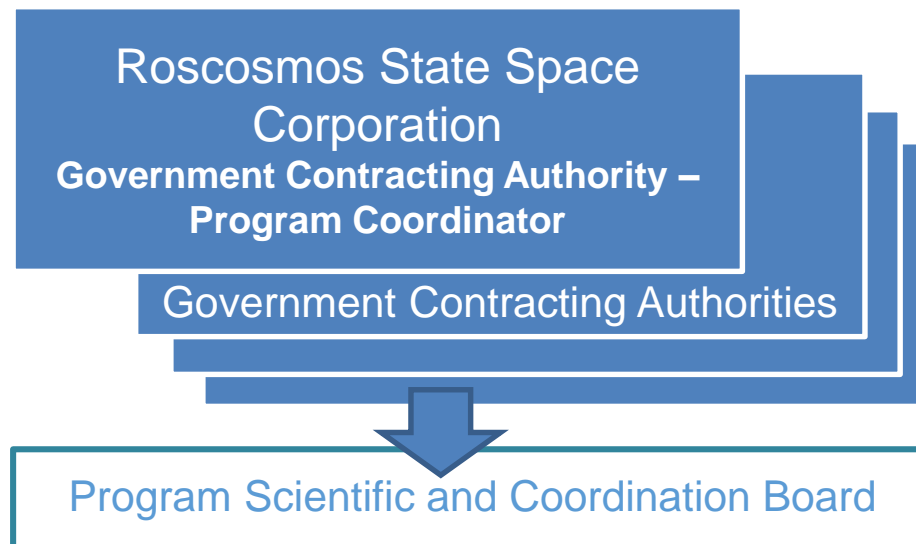 Roscosmos State Space
Corporation
Government Contracting Authority –
Program Coordinator
Government Contracting Authorities
Program Scientific and Coordination Board